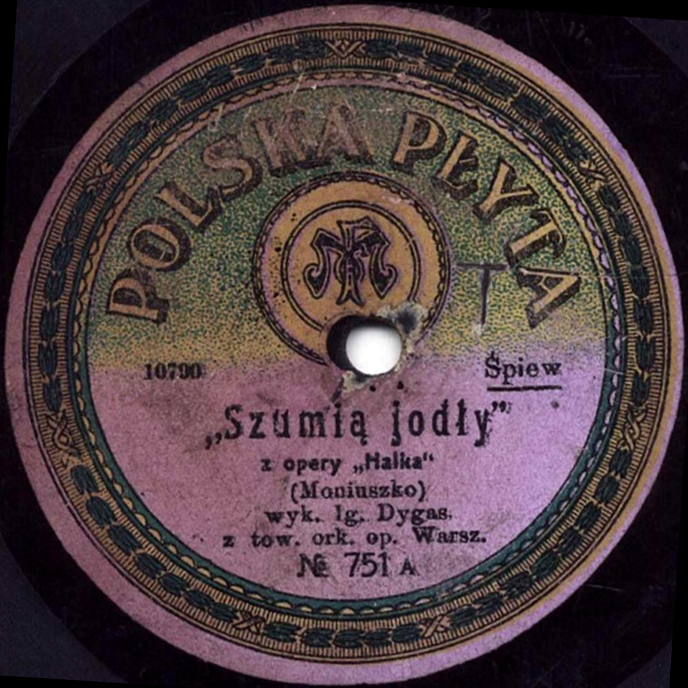 POLSKA PŁYTA
T
10790 Śpiew
„Szumią jodły”
z opery „Halka“
(Moniuszko)
wyk. Ig. Dygas.
z tow. ork. op. Warsz.
№ 751 A